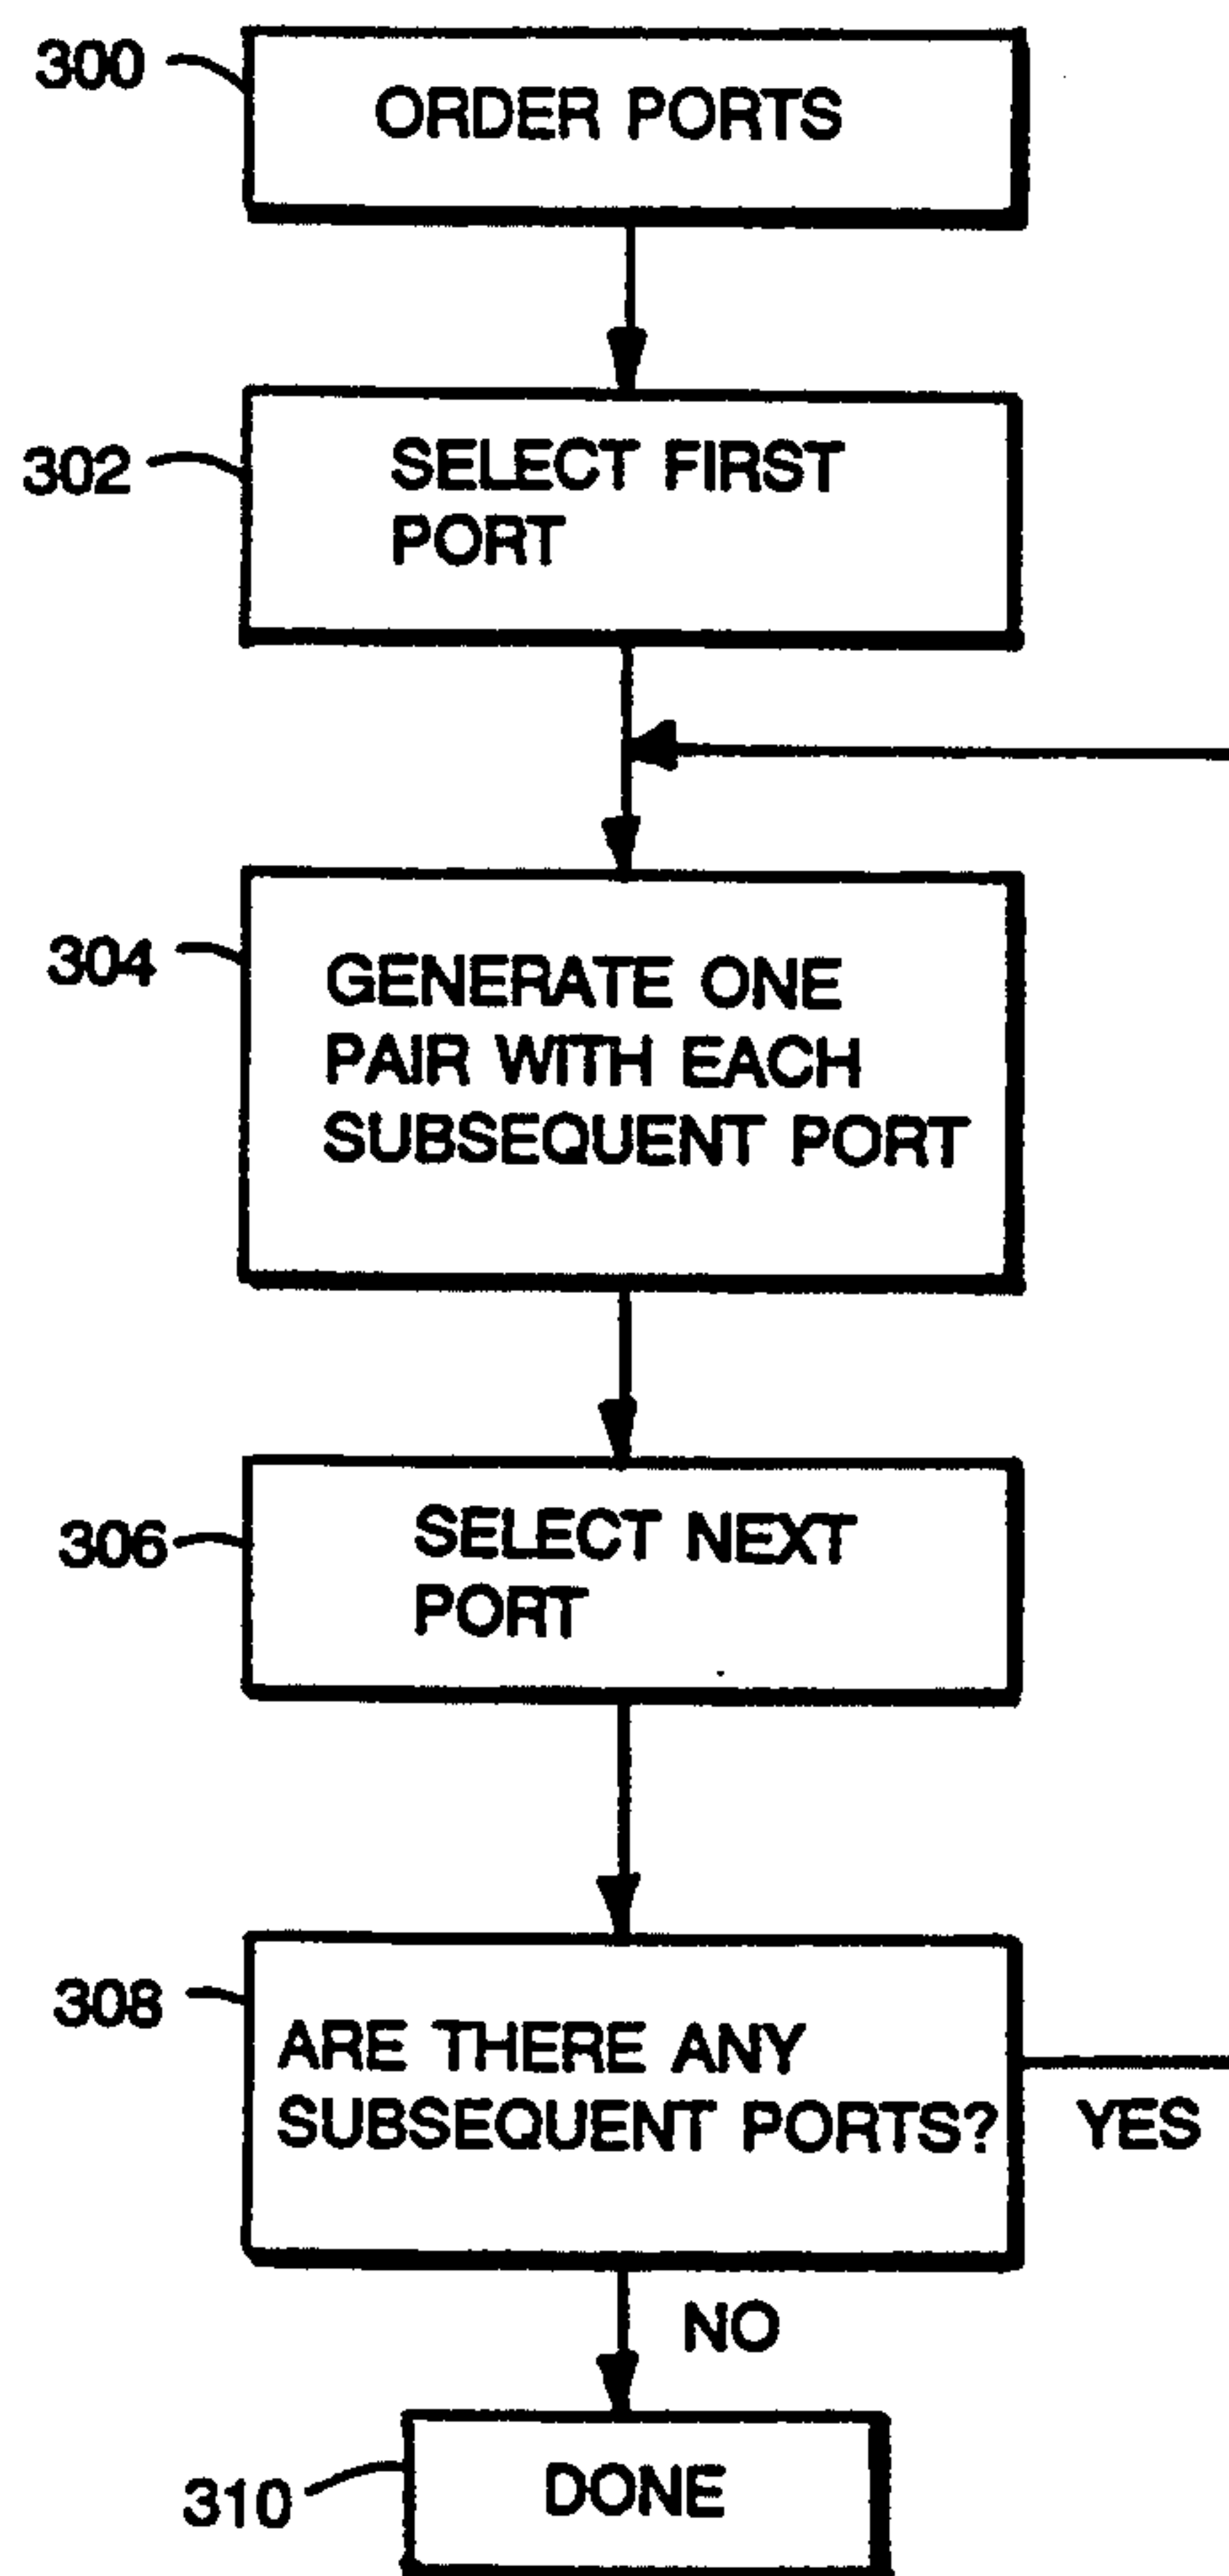 300
ORDER PORTS
302
SELECT FIRST
PORT
304
GENERATE ONE
PAIR WITH EACH
SUBSEQUENT PORT
306
SELECT NEXT
PORT
308
ARE THERE ANY
SUBSEQUENT PORTS?
YES
NO
310
DONE